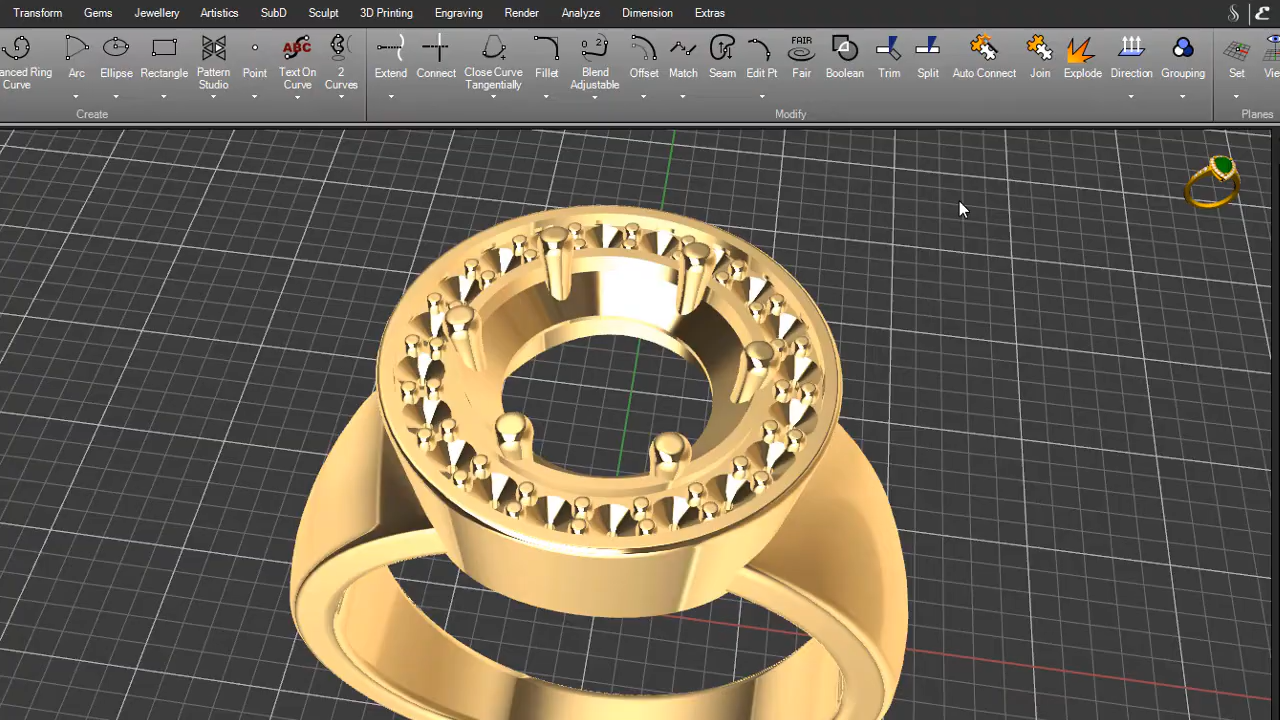 Transform Gems Jewellery Artistics SubD Sculpt 3D Printing Engraving Render Analyze Dimension Extras
anced Ring
Curve
Arc
Ellipse
Rectangle
Pattern
Studio
Point
Text On
Curve
2
Curves
Extend
Connect
Close Curve
Tangentially
Fillet
Blend
Adjustable
Offset
Match
Seam
Edit Pt
FAIR
Fair
Boolean
Trim
Split
Auto Connect
Join
Explode
Direction
Grouping
Set
Vie
ABC
Create
Modify
Planes